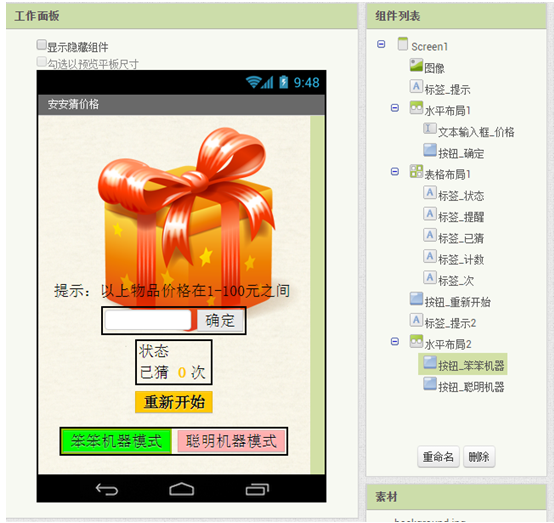 工作面板
显示隐藏组件
勾选以预览平板尺寸
9:48
安安猜价格
提示：以上物品价格在1-100元之间
确定
状态
已猜 0 次
重新开始
笨笨机器模式 聪明机器模式
组件列表
Screen1
图像
A 标签_提示
水平布局1
文本输入框_价格
按钮_确定
表格布局1
A 标签_状态
A 标签_提醒
A 标签_已猜
A 标签_计数
A 标签_次
按钮_重新开始
A 标签_提示2
水平布局2
按钮_笨笨机器
按钮_聪明机器
重命名 删除
素材
background.jpg